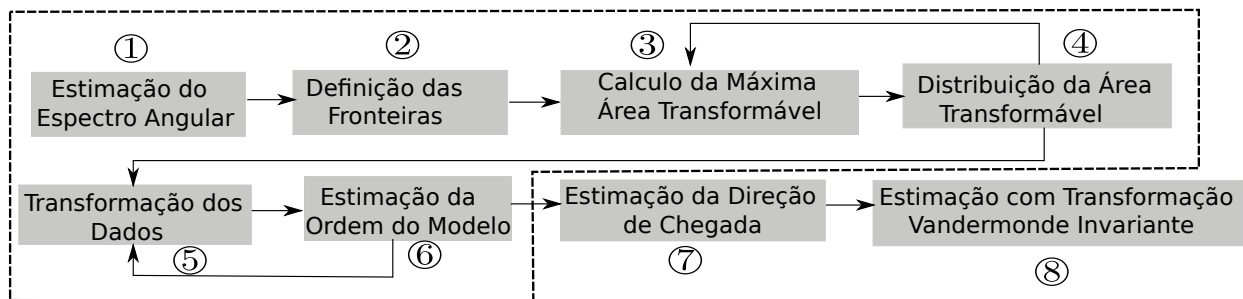 ①
Estimação do
Espectro Angular
②
Definição das
Fronteiras
③
Calculo da Máxima
Área Transformável
④
Distribuição da Área
Transformável
Transformação dos
Dados
⑤
Estimação da
Ordem do Modelo
⑥
Estimação da Direção
de Chegada
⑦
Estimação com Transformação
Vandermonde Invariante
⑧